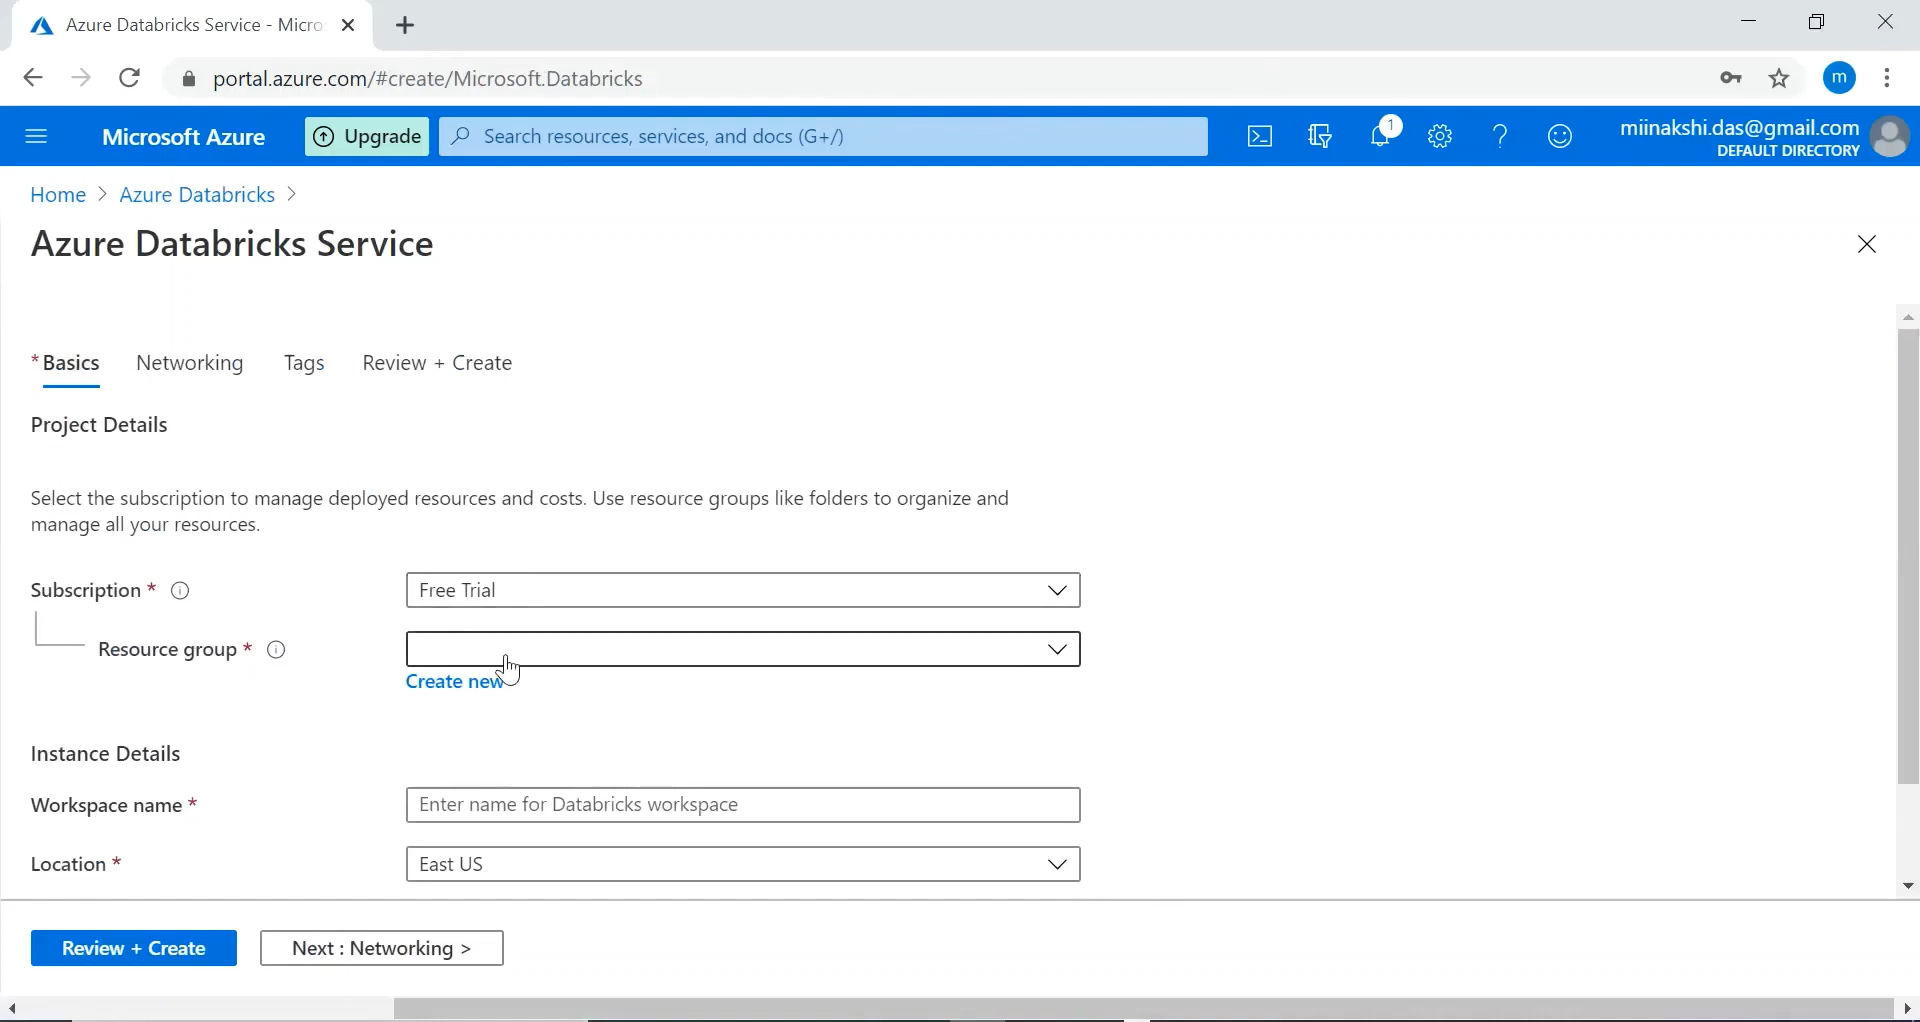 Azure Databricks Service - Micro
portal.azure.com/#create/Microsoft.Databricks
m
Microsoft Azure
Upgrade
Search resources, services, and docs (G+/)
1
miinakshi.das@gmail.com
DEFAULT DIRECTORY
Home > Azure Databricks >
Azure Databricks Service
* Basics Networking Tags Review + Create
Project Details
Select the subscription to manage deployed resources and costs. Use resource groups like folders to organize and
manage all your resources.
Subscription * Free Trial
Resource group *
Create new
Instance Details
Workspace name * Enter name for Databricks workspace
Location * East US
Review + Create Next : Networking >